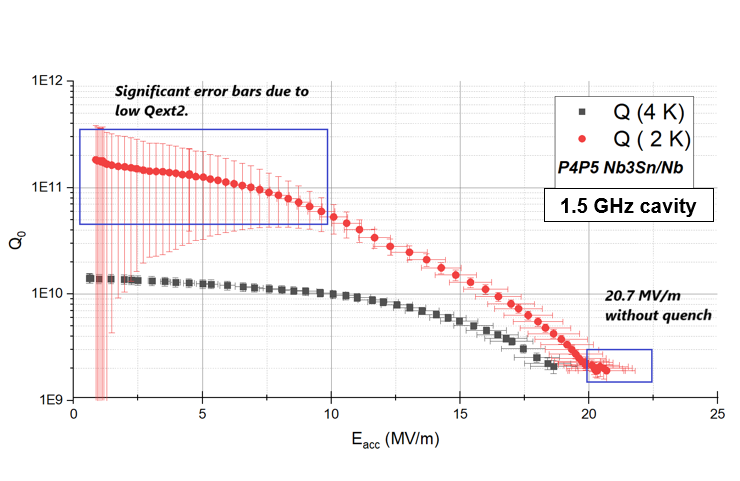 1E12
1E11
1E10
1E9
Q0
Significant error bars due to
low Qext2.
Q (4 K)
Q ( 2 K)
P4P5 Nb3Sn/Nb
1.5 GHz cavity
20.7 MV/m
without quench
0 5 10 15 20 25
Eacc (MV/m)